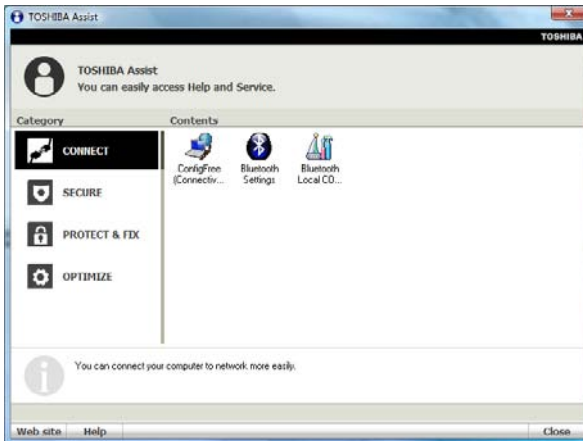 TOSHIBA Assist
TOSHIBA
TOSHIBA Assist
You can easily access Help and Service.
Category
Contents
CONNECT
SECURE
PROTECT & FIX
OPTIMIZE
ConfigFree
(Connectiv...
Bluetooth
Settings
Bluetooth
Local CO...
You can connect your computer to network more easily.
Web site
Help
Close